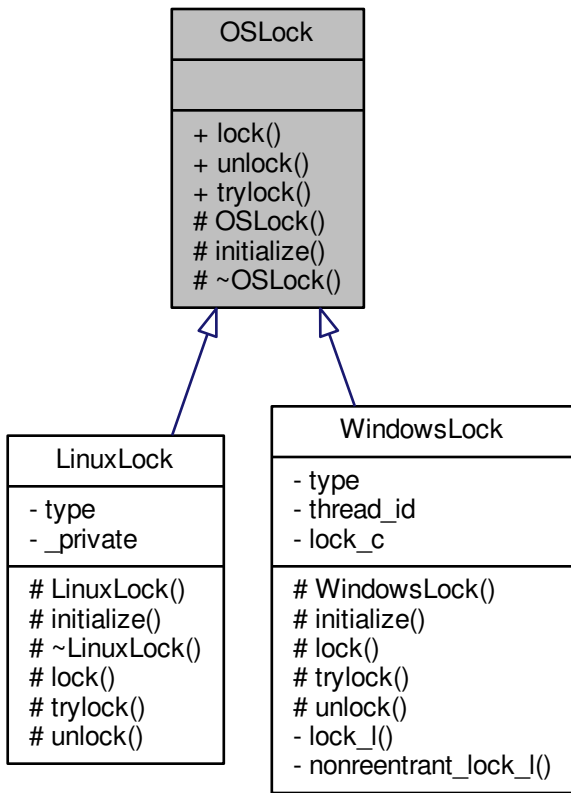 OSLock
+ lock()
+ unlock()
+ trylock()
# OSLock()
# initialize()
# ~OSLock()
LinuxLock
- type
- _private
# LinuxLock()
# initialize()
# ~LinuxLock()
# lock()
# trylock()
# unlock()
WindowsLock
- type
- thread_id
- lock_c
# WindowsLock()
# initialize()
# lock()
# trylock()
# unlock()
- lock_l()
- nonreentrant_lock_l()